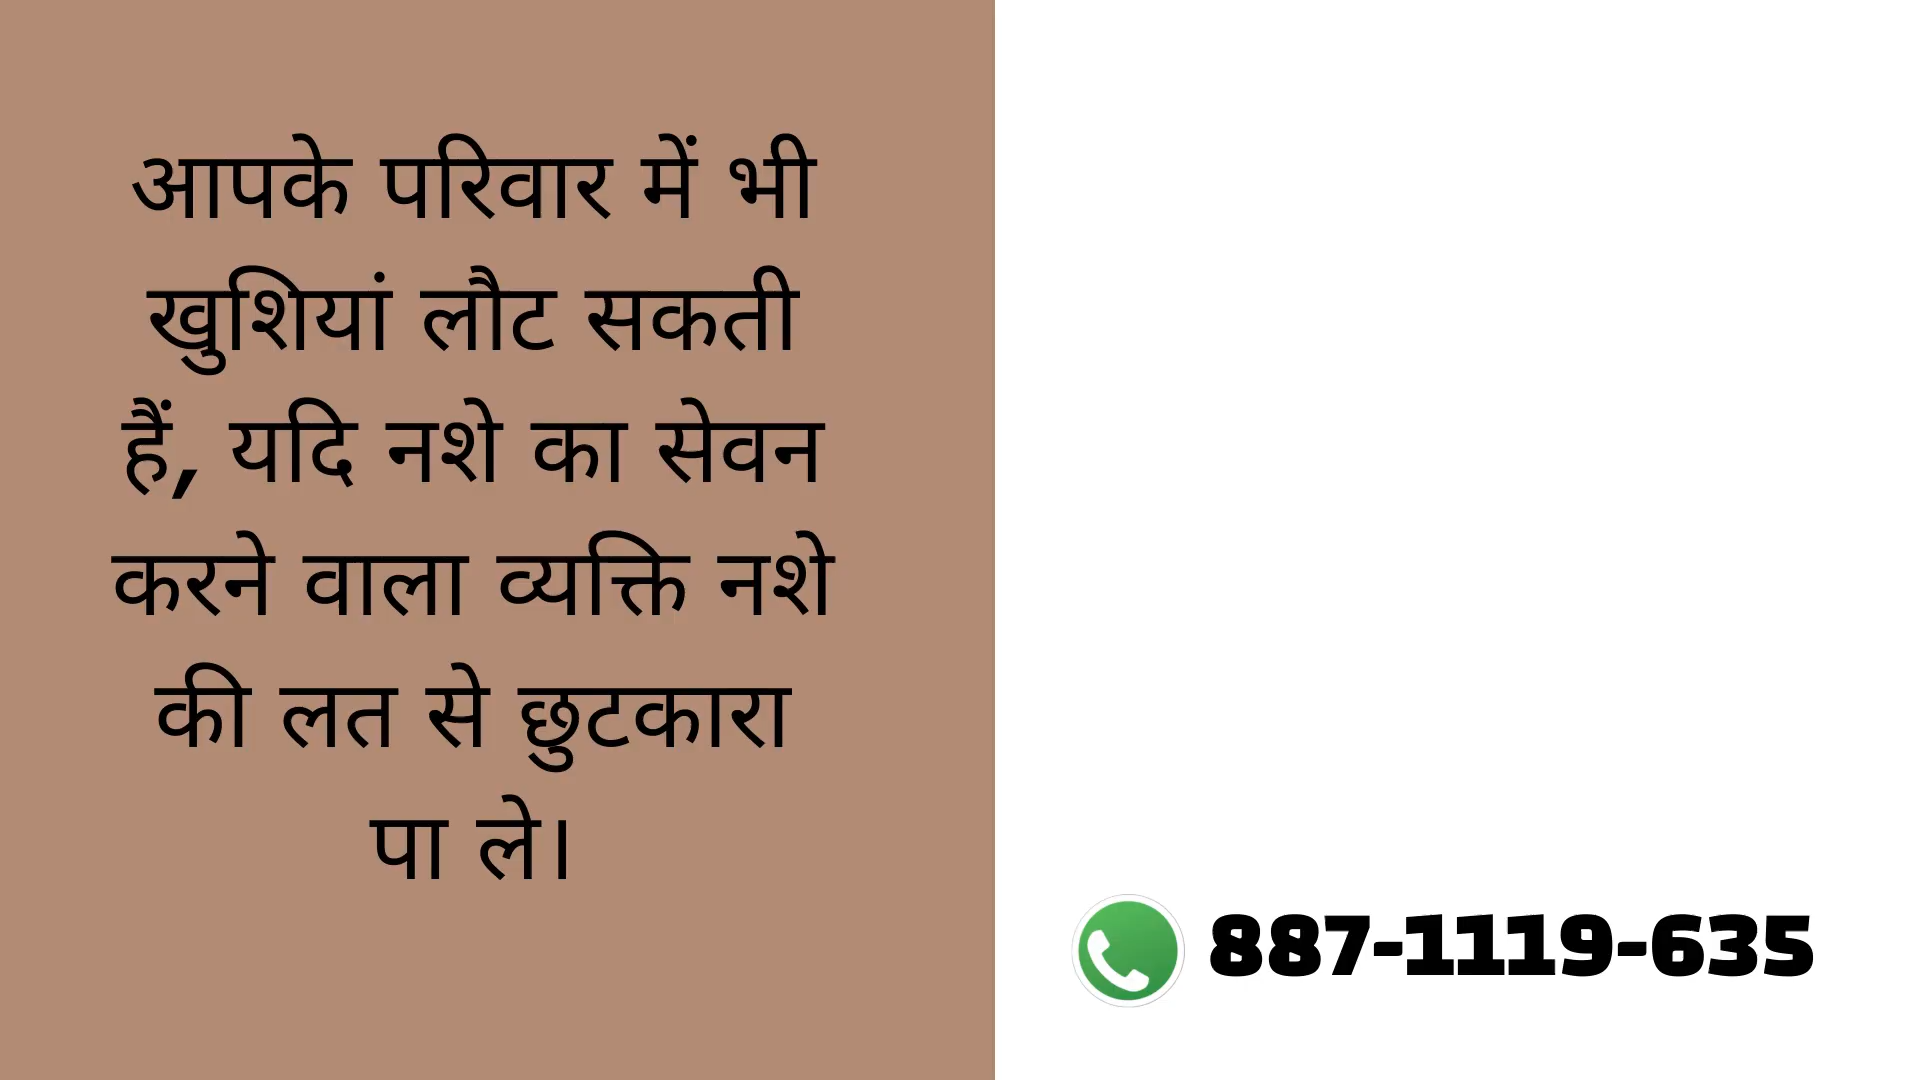 आपके परिवार में भी
खुशियां लौट सकती
हैं, यदि नशे का सेवन
करने वाला व्यक्ति नशे
की लत से छुटकारा
पा ले।
887-1119-635